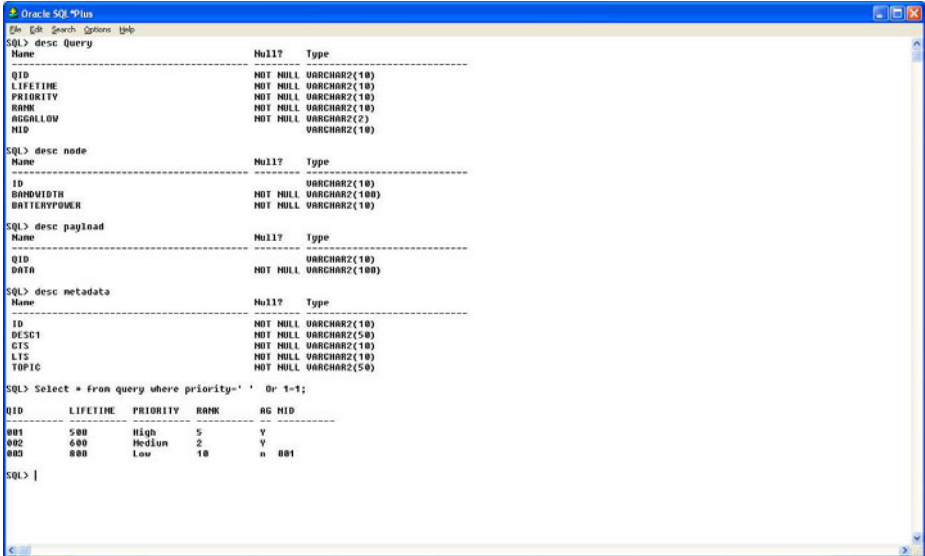 Oracle SQL*Plus
File Edit Search Options Help
SQL> desc Query
Name Null? Type
----------------------------------------- -------- ----------------------------
QID NOT NULL VARCHAR2(10)
LIFETIME NOT NULL VARCHAR2(10)
PRIORITY NOT NULL VARCHAR2(10)
RANK NOT NULL VARCHAR2(10)
AGGALLOW NOT NULL VARCHAR2(2)
NID VARCHAR2(10)
SQL> desc node
Name Null? Type
----------------------------------------- -------- ----------------------------
ID VARCHAR2(10)
BANDWIDTH NOT NULL VARCHAR2(100)
BATTERYPOWER NOT NULL VARCHAR2(10)
SQL> desc payload
Name Null? Type
----------------------------------------- -------- ----------------------------
QID VARCHAR2(10)
DATA NOT NULL VARCHAR2(100)
SQL> desc metadata
Name Null? Type
----------------------------------------- -------- ----------------------------
ID NOT NULL VARCHAR2(10)
DESC1 NOT NULL VARCHAR2(50)
CTS NOT NULL VARCHAR2(10)
LTS NOT NULL VARCHAR2(10)
TOPIC NOT NULL VARCHAR2(50)
SQL> Select * from query where priority=' ' Or 1=1;
QID LIFETIME PRIORITY RANK AG NID
---------- ---------- ---------- ---------- -- ----------
001 500 High 5 Y
002 600 Medium 2 Y
003 800 Low 10 n 001
SQL>